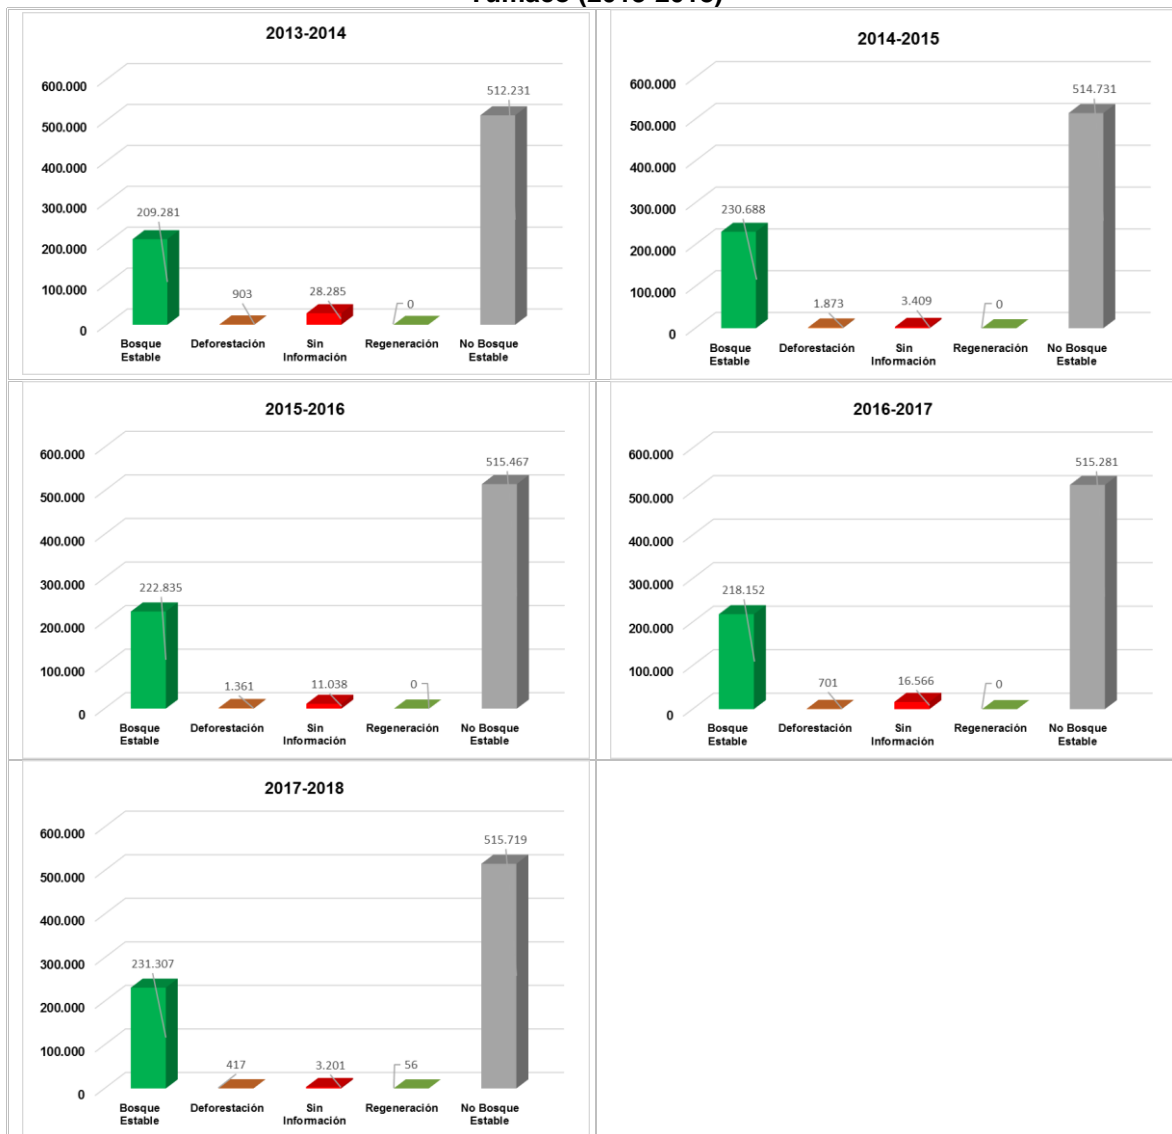 2013-2014
600.000
500.000
400.000
300.000
200.000
100.000
0
209.281
903
28.285
0
512.231
Bosque Estable
Deforestación
Sin Información
Regeneración
No Bosque Estable
2014-2015
600.000
500.000
400.000
300.000
200.000
100.000
0
230.688
1.873
3.409
0
514.731
Bosque Estable
Deforestación
Sin Información
Regeneración
No Bosque Estable
2015-2016
600.000
500.000
400.000
300.000
200.000
100.000
0
222.835
1.361
11.038
0
515.467
Bosque Estable
Deforestación
Sin Información
Regeneración
No Bosque Estable
2016-2017
600.000
500.000
400.000
300.000
200.000
100.000
0
218.152
701
16.566
0
515.281
Bosque Estable
Deforestación
Sin Información
Regeneración
No Bosque Estable
2017-2018
600.000
500.000
400.000
300.000
200.000
100.000
0
231.307
417
3.201
56
515.719
Bosque Estable
Deforestación
Sin Información
Regeneración
No Bosque Estable